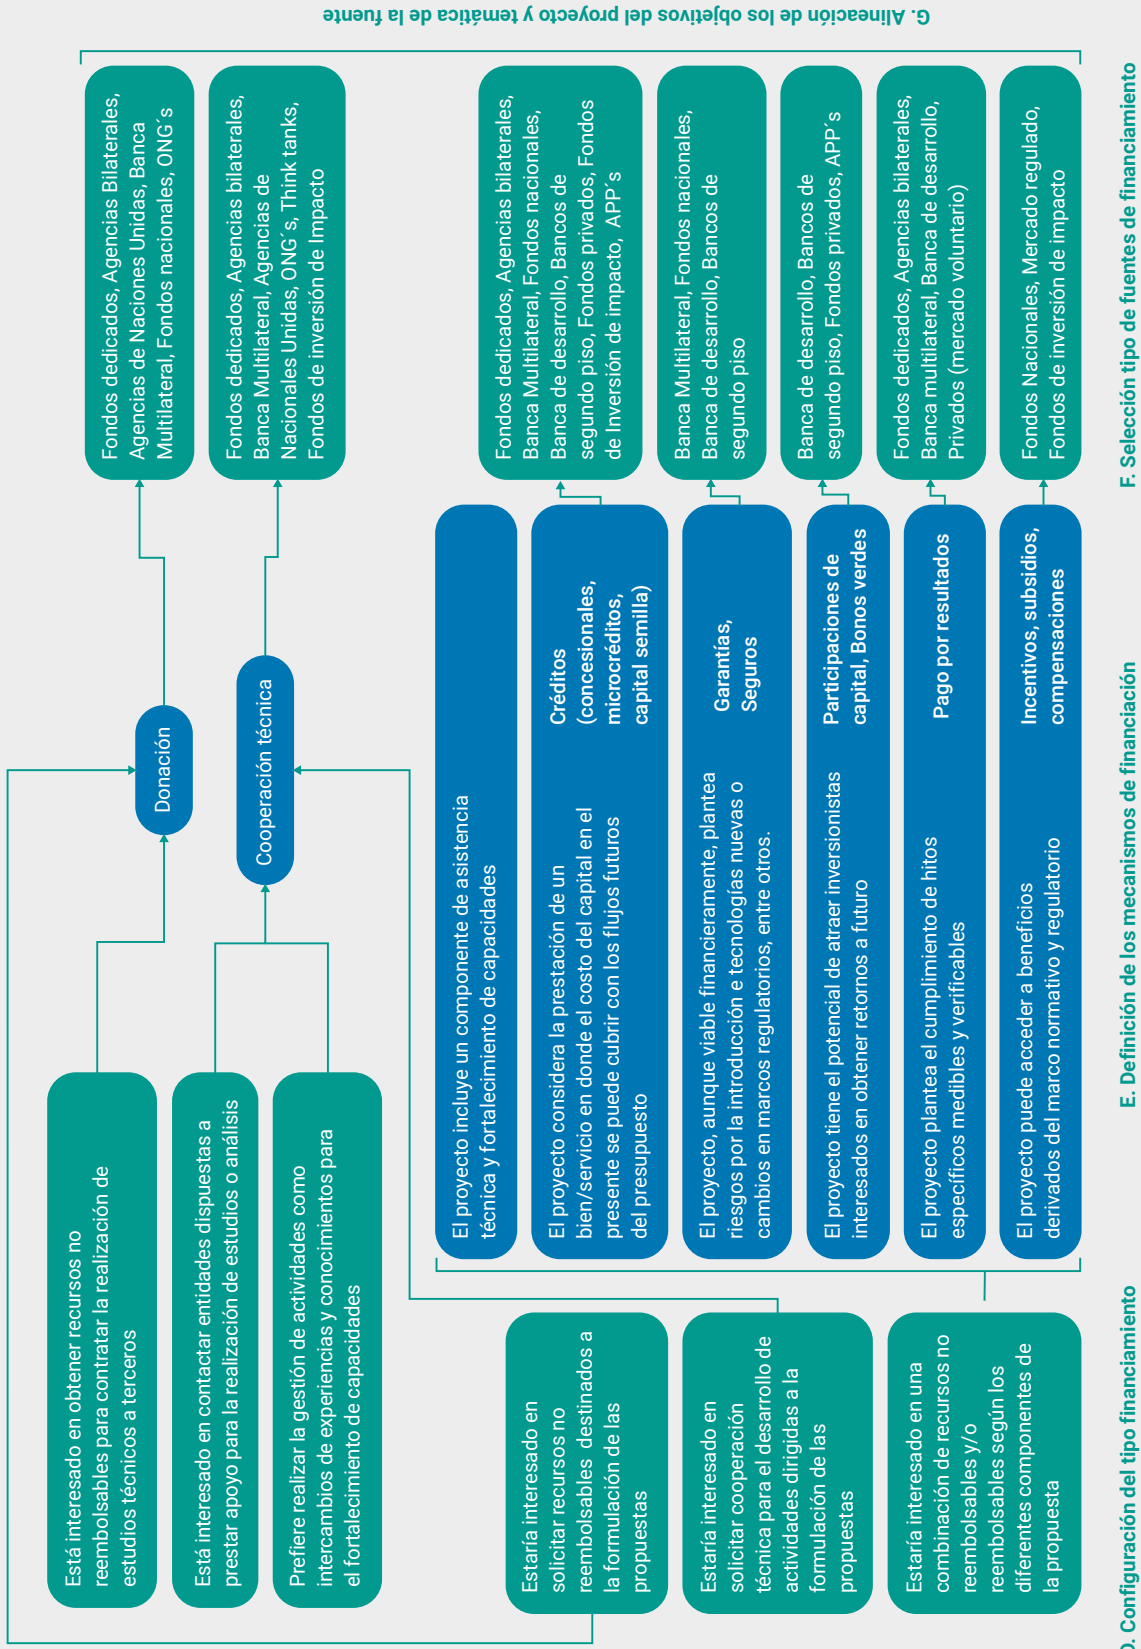 Está interesado en obtener recursos no
reembolsables para contratar la realización de
estudios técnicos a terceros
Está interesado en contactar entidades dispuestas a
prestar apoyo para la realización de estudios o análisis
Prefiere realizar la gestión de actividades como
intercambios de experiencias y conocimientos para
el fortalecimiento de capacidades
Estaría interesado en
solicitar recursos no
reembolsables destinados a
la formulación de las
propuestas
Estaría interesado en
solicitar cooperación
técnica para el desarrollo de
actividades dirigidas a la
formulación de las
propuestas
Estaría interesado en una
combinación de recursos no
reembolsables y/o
reembolsables según los
diferentes componentes de
la propuesta
. Configuración del tipo financiamiento
Donación
Cooperación técnica
El proyecto incluye un componente de asistencia
técnica y fortalecimiento de capacidades
El proyecto considera la prestación de un
bien/servicio en donde el costo del capital en el
presente se puede cubrir con los flujos futuros
del presupuesto
Créditos
(concesionales,
microcréditos,
capital semilla)
El proyecto, aunque viable financieramente, plantea
riesgos por la introducción e tecnologías nuevas o
cambios en marcos regulatorios, entre otros.
Garantías,
Seguros
El proyecto tiene el potencial de atraer inversionistas
interesados en obtener retornos a futuro
Participaciones de
capital, Bonos verdes
El proyecto plantea el cumplimiento de hitos
específicos medibles y verificables
Pago por resultados
El proyecto puede acceder a beneficios
derivados del marco normativo y regulatorio
Incentivos, subsidios,
compensaciones
E. Definición de los mecanismos de financiación
Fondos dedicados, Agencias Bilaterales,
Agencias de Naciones Unidas, Banca
Multilateral, Fondos nacionales, ONG´s
Fondos dedicados, Agencias bilaterales,
Banca Multilateral, Agencias de
Nacionales Unidas, ONG´s, Think tanks,
Fondos de inversión de Impacto
Fondos dedicados, Agencias bilaterales,
Banca Multilateral, Fondos nacionales,
Banca de desarrollo, Bancos de
segundo piso, Fondos privados, Fondos
de Inversión de impacto, APP´s
Banca Multilateral, Fondos nacionales,
Banca de desarrollo, Bancos de
segundo piso
Banca de desarrollo, Bancos de
segundo piso, Fondos privados, APP´s
Fondos dedicados, Agencias bilaterales,
Banca multilateral, Banca de desarrollo,
Privados (mercado voluntario)
Fondos Nacionales, Mercado regulado,
Fondos de inversión de impacto
F. Selección tipo de fuentes de financiamiento
G. Alineación de los objetivos del proyecto y temática de la fuente